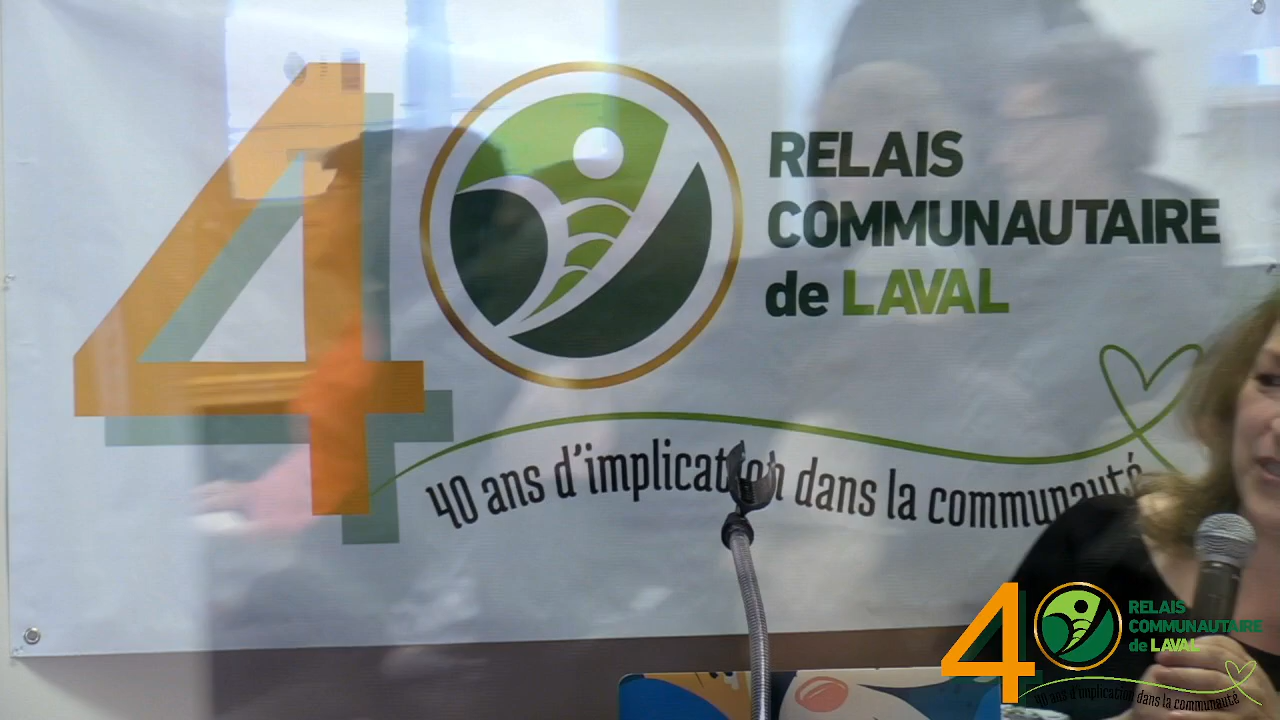 40
RELAIS
COMMUNAUTAIRE
de LAVAL
40 ans d'implication dans la communauté
40
RELAIS
COMMUNAUTAIRE
de LAVAL
40 ans d'implication dans la communauté